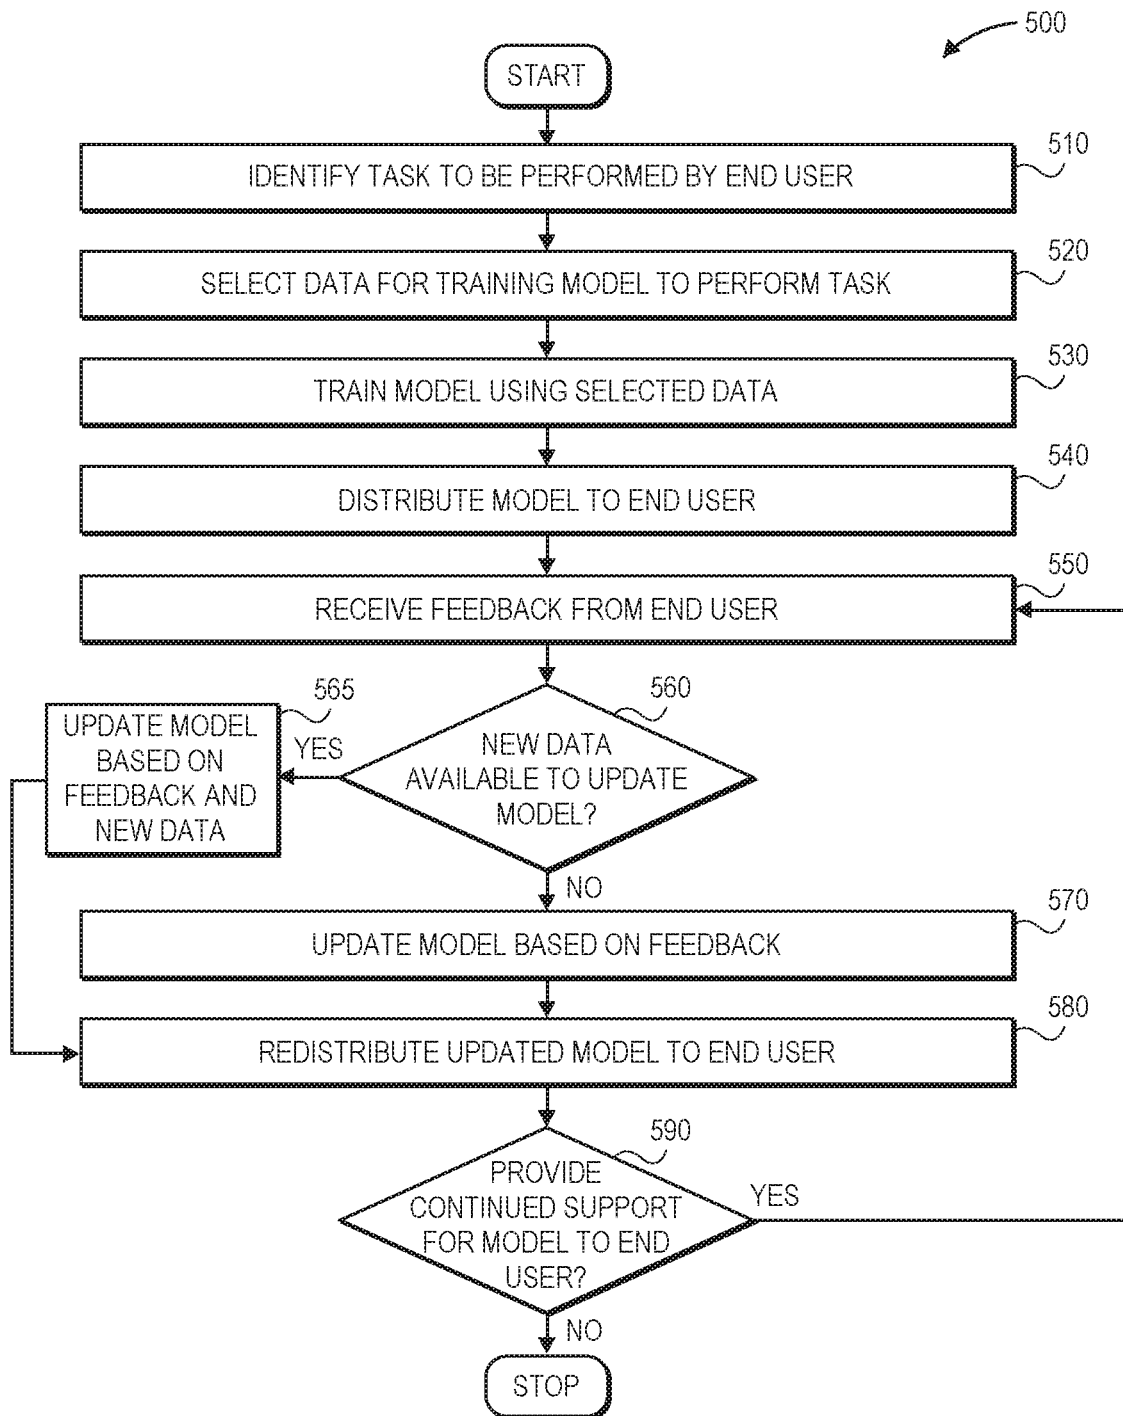 500
START
510
IDENTIFY TASK TO BE PERFORMED BY END USER
520
SELECT DATA FOR TRAINING MODEL TO PERFORM TASK
530
TRAIN MODEL USING SELECTED DATA
540
DISTRIBUTE MODEL TO END USER
550
RECEIVE FEEDBACK FROM END USER
565
UPDATE MODEL
BASED ON
FEEDBACK AND
NEW DATA
YES
560
NEW DATA
AVAILABLE TO UPDATE
MODEL?
NO
570
UPDATE MODEL BASED ON FEEDBACK
580
REDISTRIBUTE UPDATED MODEL TO END USER
590
PROVIDE
CONTINUED SUPPORT
FOR MODEL TO END
USER?
YES
NO
STOP